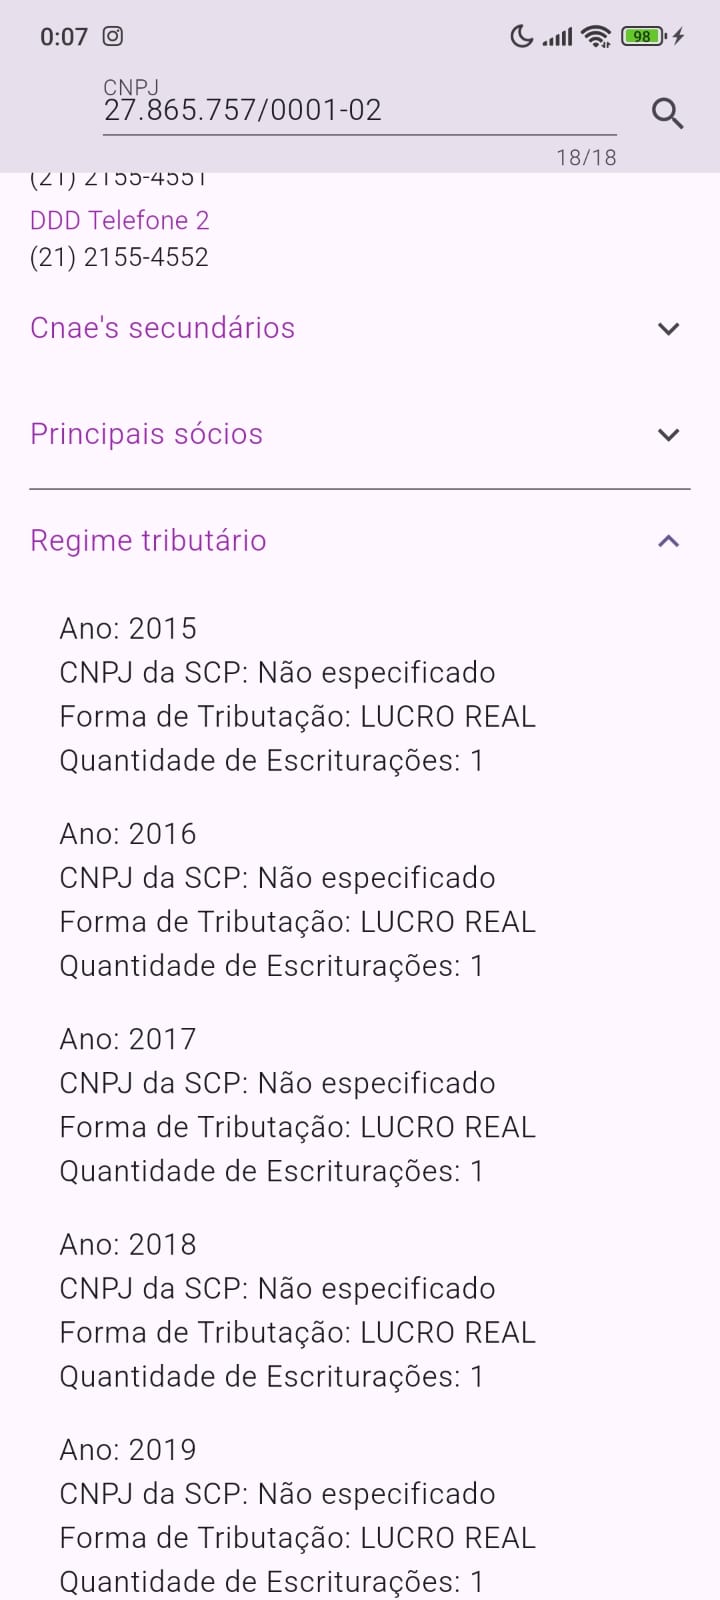 0:07
98
CNPJ
27.865.757/0001-02
18/18
(21) 2155-4551
DDD Telefone 2
(21) 2155-4552
Cnae's secundários
Principais sócios
Regime tributário
Ano: 2015
CNPJ da SCP: Não especificado
Forma de Tributação: LUCRO REAL
Quantidade de Escriturações: 1
Ano: 2016
CNPJ da SCP: Não especificado
Forma de Tributação: LUCRO REAL
Quantidade de Escriturações: 1
Ano: 2017
CNPJ da SCP: Não especificado
Forma de Tributação: LUCRO REAL
Quantidade de Escriturações: 1
Ano: 2018
CNPJ da SCP: Não especificado
Forma de Tributação: LUCRO REAL
Quantidade de Escriturações: 1
Ano: 2019
CNPJ da SCP: Não especificado
Forma de Tributação: LUCRO REAL
Quantidade de Escriturações: 1